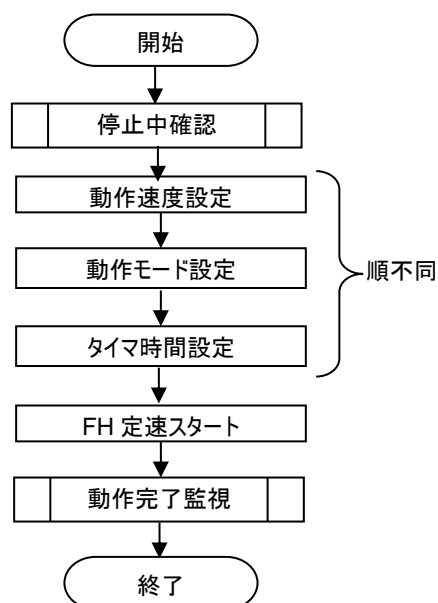 開始
停止中確認
動作速度設定
動作モード設定
タイマ時間設定
順不同
FH 定速スタート
動作完了監視
終了